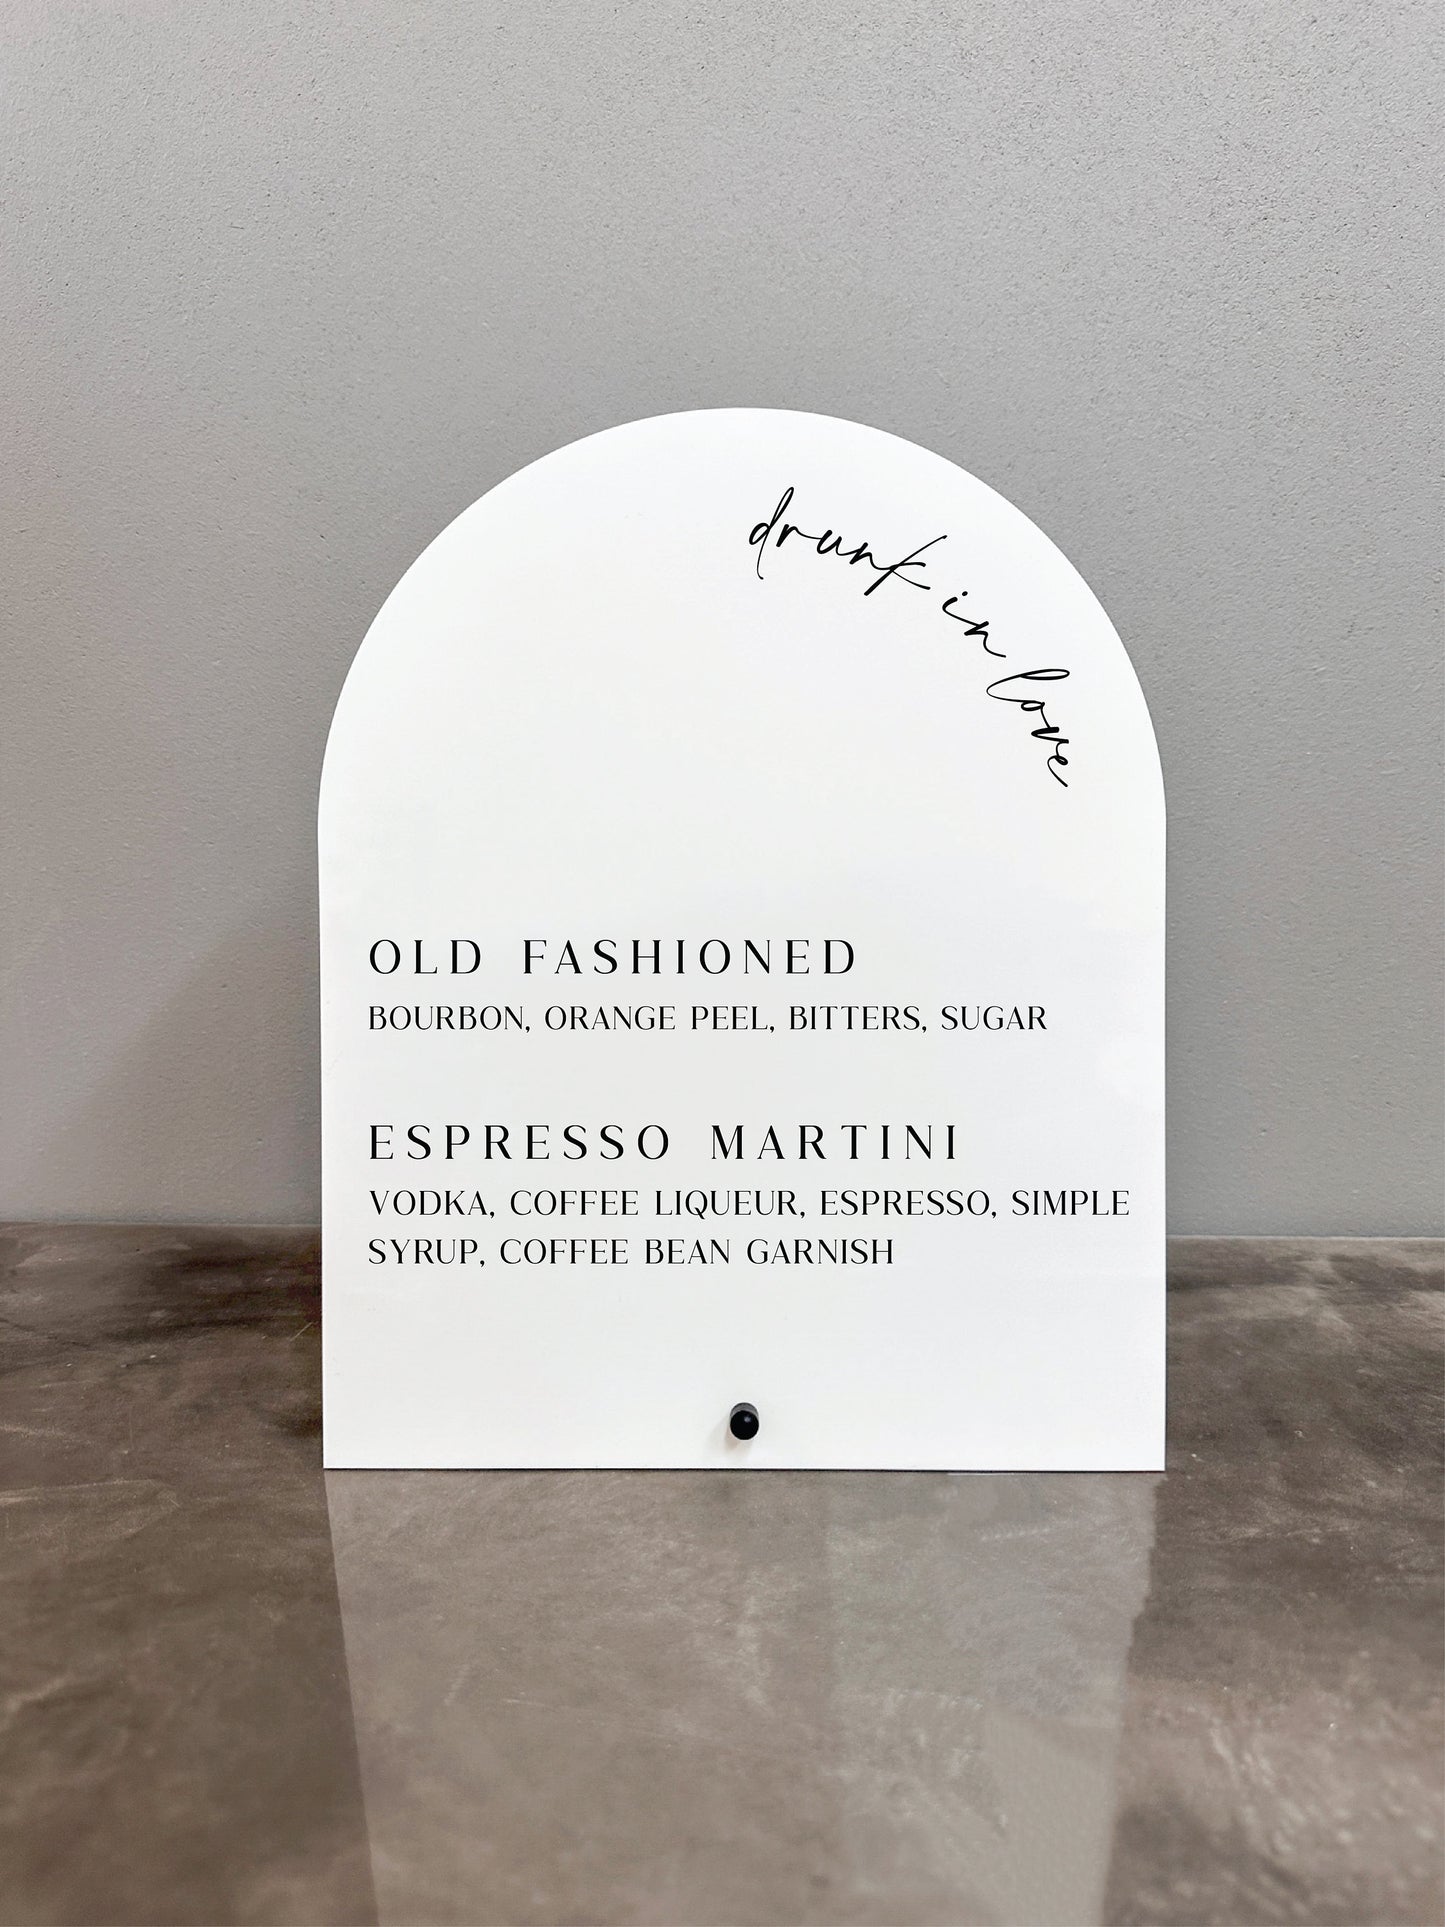 drunk in love
OLD FASHIONED
BOURBON, ORANGE PEEL, BITTERS, SUGAR
ESPRESSO MARTINI
VODKA, COFFEE LIQUEUR, ESPRESSO, SIMPLE
SYRUP, COFFEE BEAN GARNISH